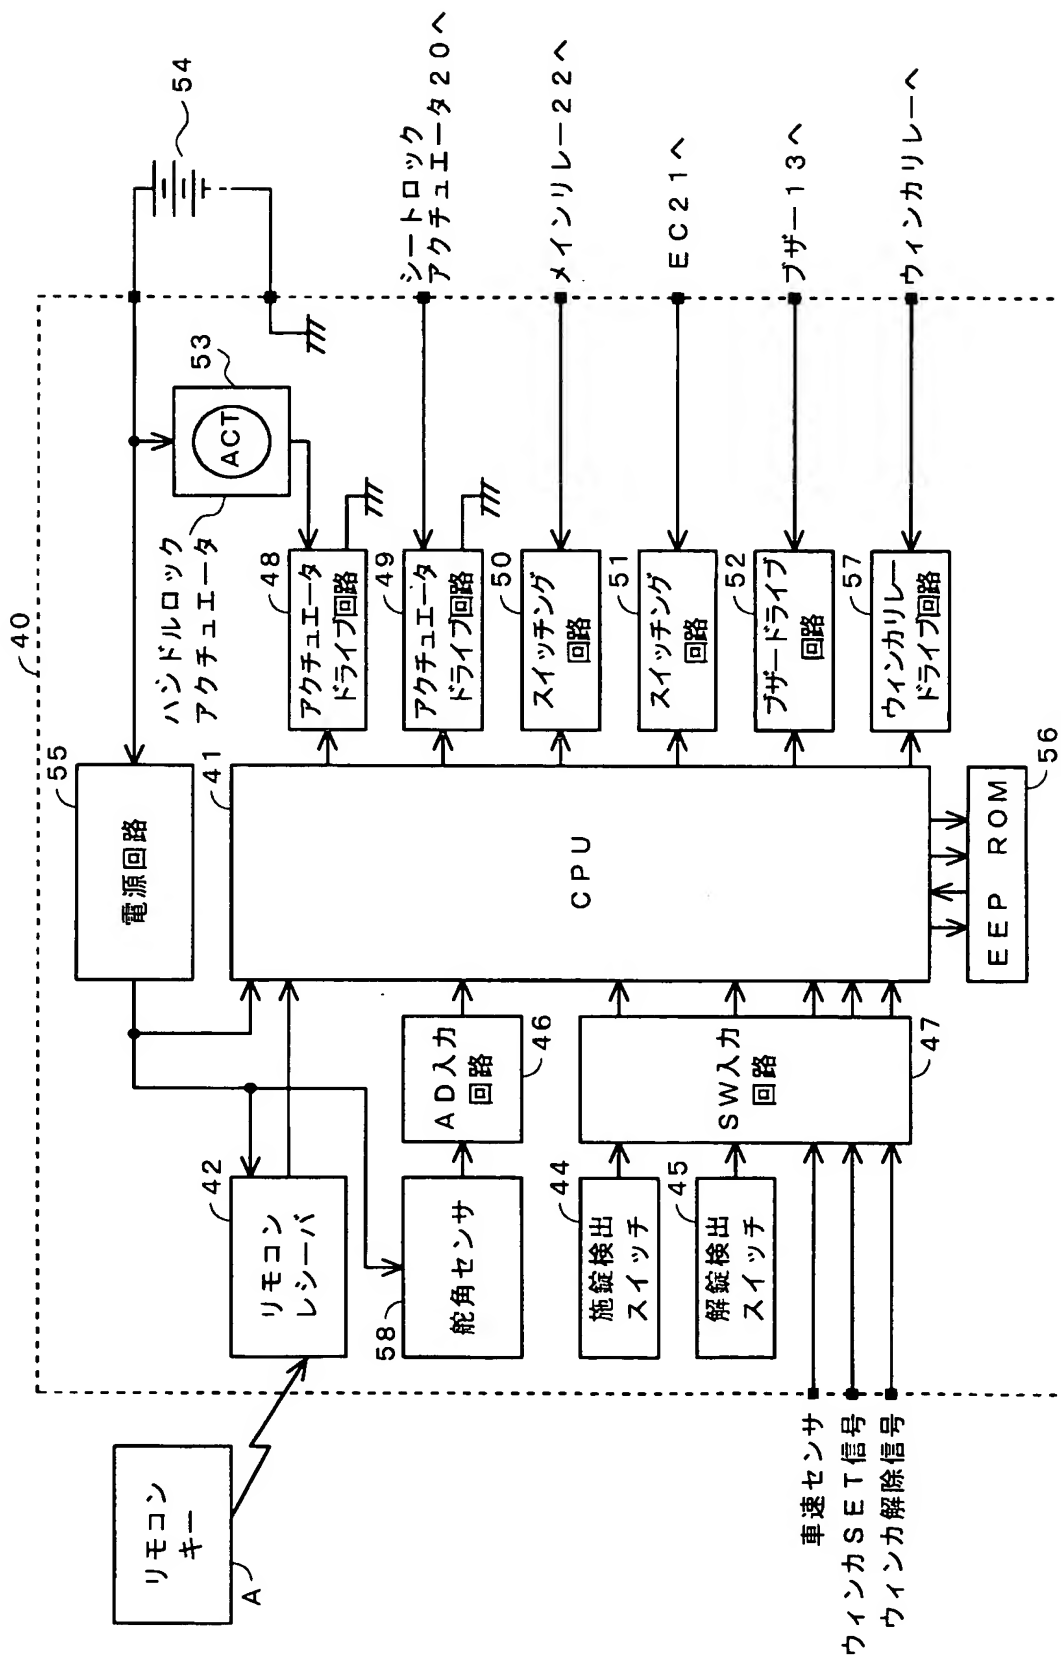 40
リモコン
キー
A
リモコン
レシーバ
42
舵角センサ
58
AD入力
回路
46
施錠検出
スイッチ
44
解錠検出
スイッチ
45
SW入力
回路
47
車速センサ
ウィンカSET信号
ウィンカ解除信号
電源回路
55
CPU
41
EEP ROM
56
ハンドルロック
アクチュエータ
ACT
53
54
アクチュエータ
ドライブ回路
48
アクチュエータ
ドライブ回路
49
スイッチング
回路
50
スイッチング
回路
51
ブザードライブ
回路
52
ウィンカリレー
ドライブ回路
57
シートロック
アクチュエータ20へ
メインリレー22へ
EC21へ
ブザー13へ
ウィンカリレーへ